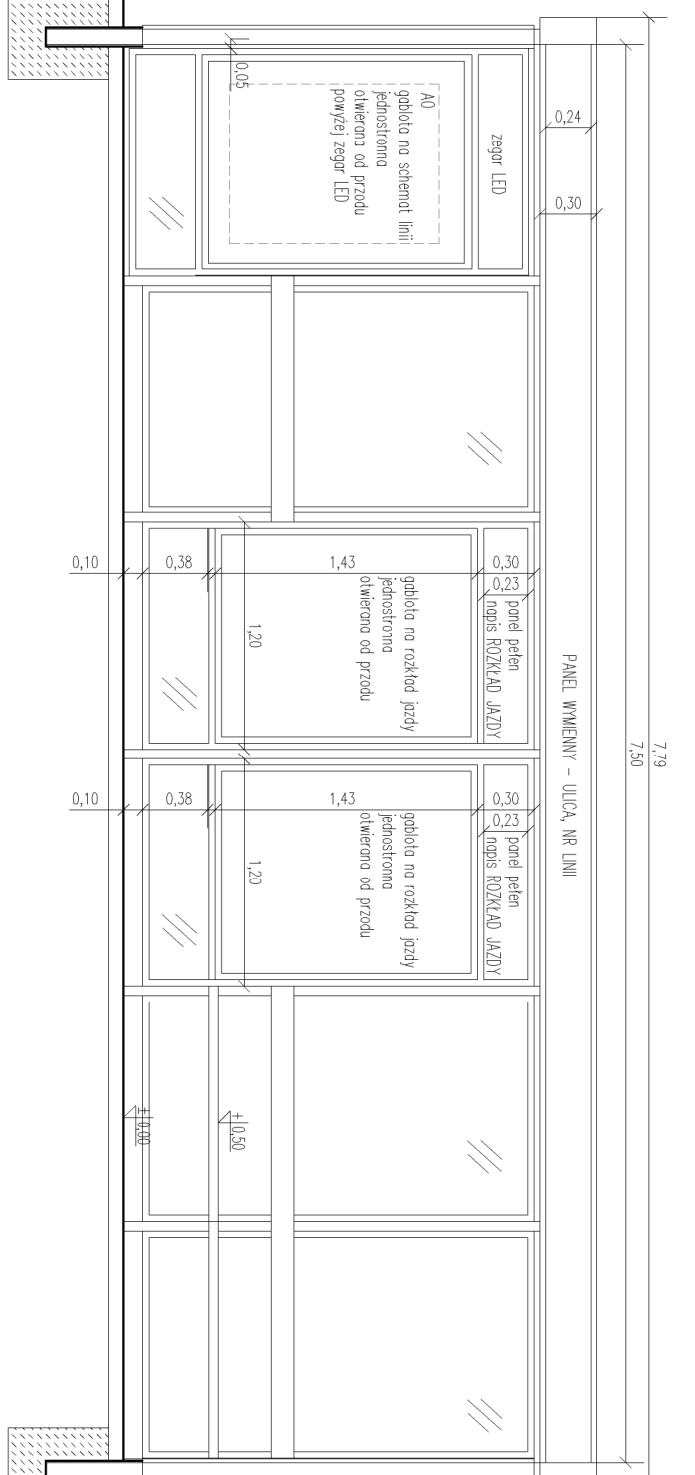 7,79
7,50
PANEL WYMIENNY – ULICA, NR LINII
0,24
0,30
zegar LED
A0
gablota na schemat linii
jednostronna
otwierana od przodu
powyżej zegar LED
0,05
0,30
0,23
panel pełen
napis ROZKŁAD JAZDY
1,43
gablota na rozkład jazdy
jednostronna
otwierana od przodu
1,20
0,38
0,10
0,30
0,23
panel pełen
napis ROZKŁAD JAZDY
1,43
gablota na rozkład jazdy
jednostronna
otwierana od przodu
1,20
0,38
0,10
+ 0,50
± 0,00